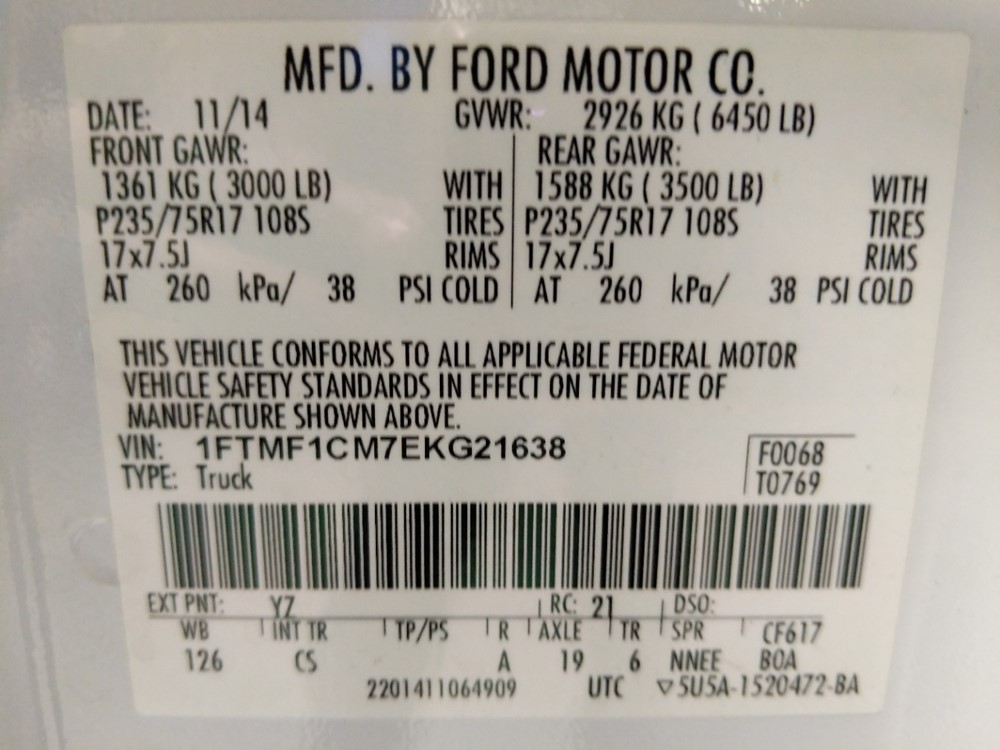 MFD. BY FORD MOTOR CO.
DATE: 11/14 GVWR: 2926 KG ( 6450 LB)
FRONT GAWR: REAR GAWR:
1361 KG ( 3000 LB) WITH 1588 KG ( 3500 LB) WITH
P235/75R17 108S TIRES P235/75R17 108S TIRES
17x7.5J RIMS 17x7.5J RIMS
AT 260 kPa/ 38 PSI COLD AT 260 kPa/ 38 PSI COLD
THIS VEHICLE CONFORMS TO ALL APPLICABLE FEDERAL MOTOR
VEHICLE SAFETY STANDARDS IN EFFECT ON THE DATE OF
MANUFACTURE SHOWN ABOVE.
VIN: 1FTMF1CM7EKG21638 F0068
TYPE: Truck T0769
EXT PNT: YZ RC: 21 DSO:
WB INT TR TP/PS R AXLE TR SPR CF617
126 CS A 19 6 NNEE BOA
2201411064909 UTC ▽5U5A-1520472-BA